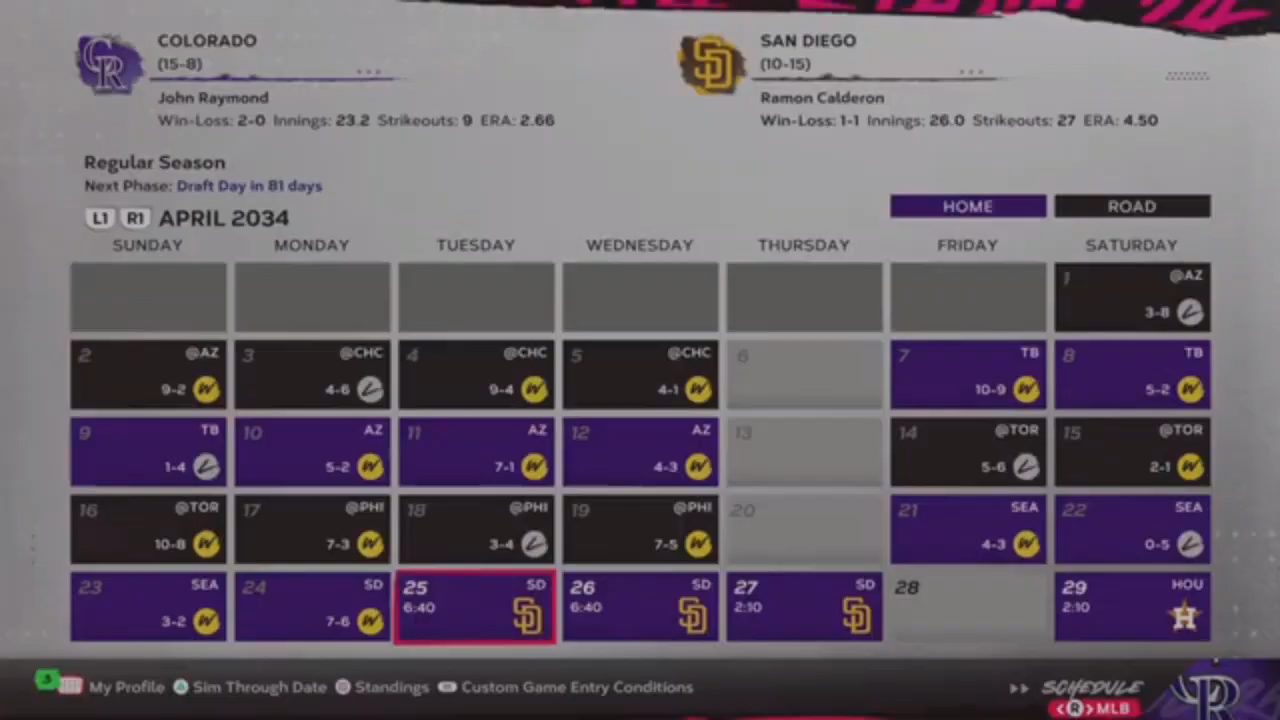 COLORADO
(15-8)
John Raymond
Win-Loss: 2-0 Innings: 23.2 Strikeouts: 9 ERA: 2.66
SAN DIEGO
(10-15)
Ramon Calderon
Win-Loss: 1-1 Innings: 26.0 Strikeouts: 27 ERA: 4.50
Regular Season
Next Phase: Draft Day in 81 days
L1 R1 APRIL 2034
HOME ROAD
SUNDAY MONDAY TUESDAY WEDNESDAY THURSDAY FRIDAY SATURDAY
1 @AZ
3-8 L
2 @AZ 3 @CHC 4 @CHC 5 @CHC 6 7 TB 8 TB
9-2 W 4-6 L 9-4 W 4-1 W 10-9 W 5-2 W
9 TB 10 AZ 11 AZ 12 AZ 13 14 @TOR 15 @TOR
1-4 L 5-2 W 7-1 W 4-3 W 5-6 L 2-1 W
16 @TOR 17 @PHI 18 @PHI 19 @PHI 20 21 SEA 22 SEA
10-8 W 7-3 W 3-4 L 7-5 W 4-3 W 0-5 L
23 SEA 24 SD 25 SD 26 SD 27 SD 28 29 HOU
6:40 SD 6:40 SD 2:10 SD 2:10 H
3-2 W 7-6 W
My Profile Sim Through Date Standings Custom Game Entry Conditions
SCHEDULE
R MLB
CR